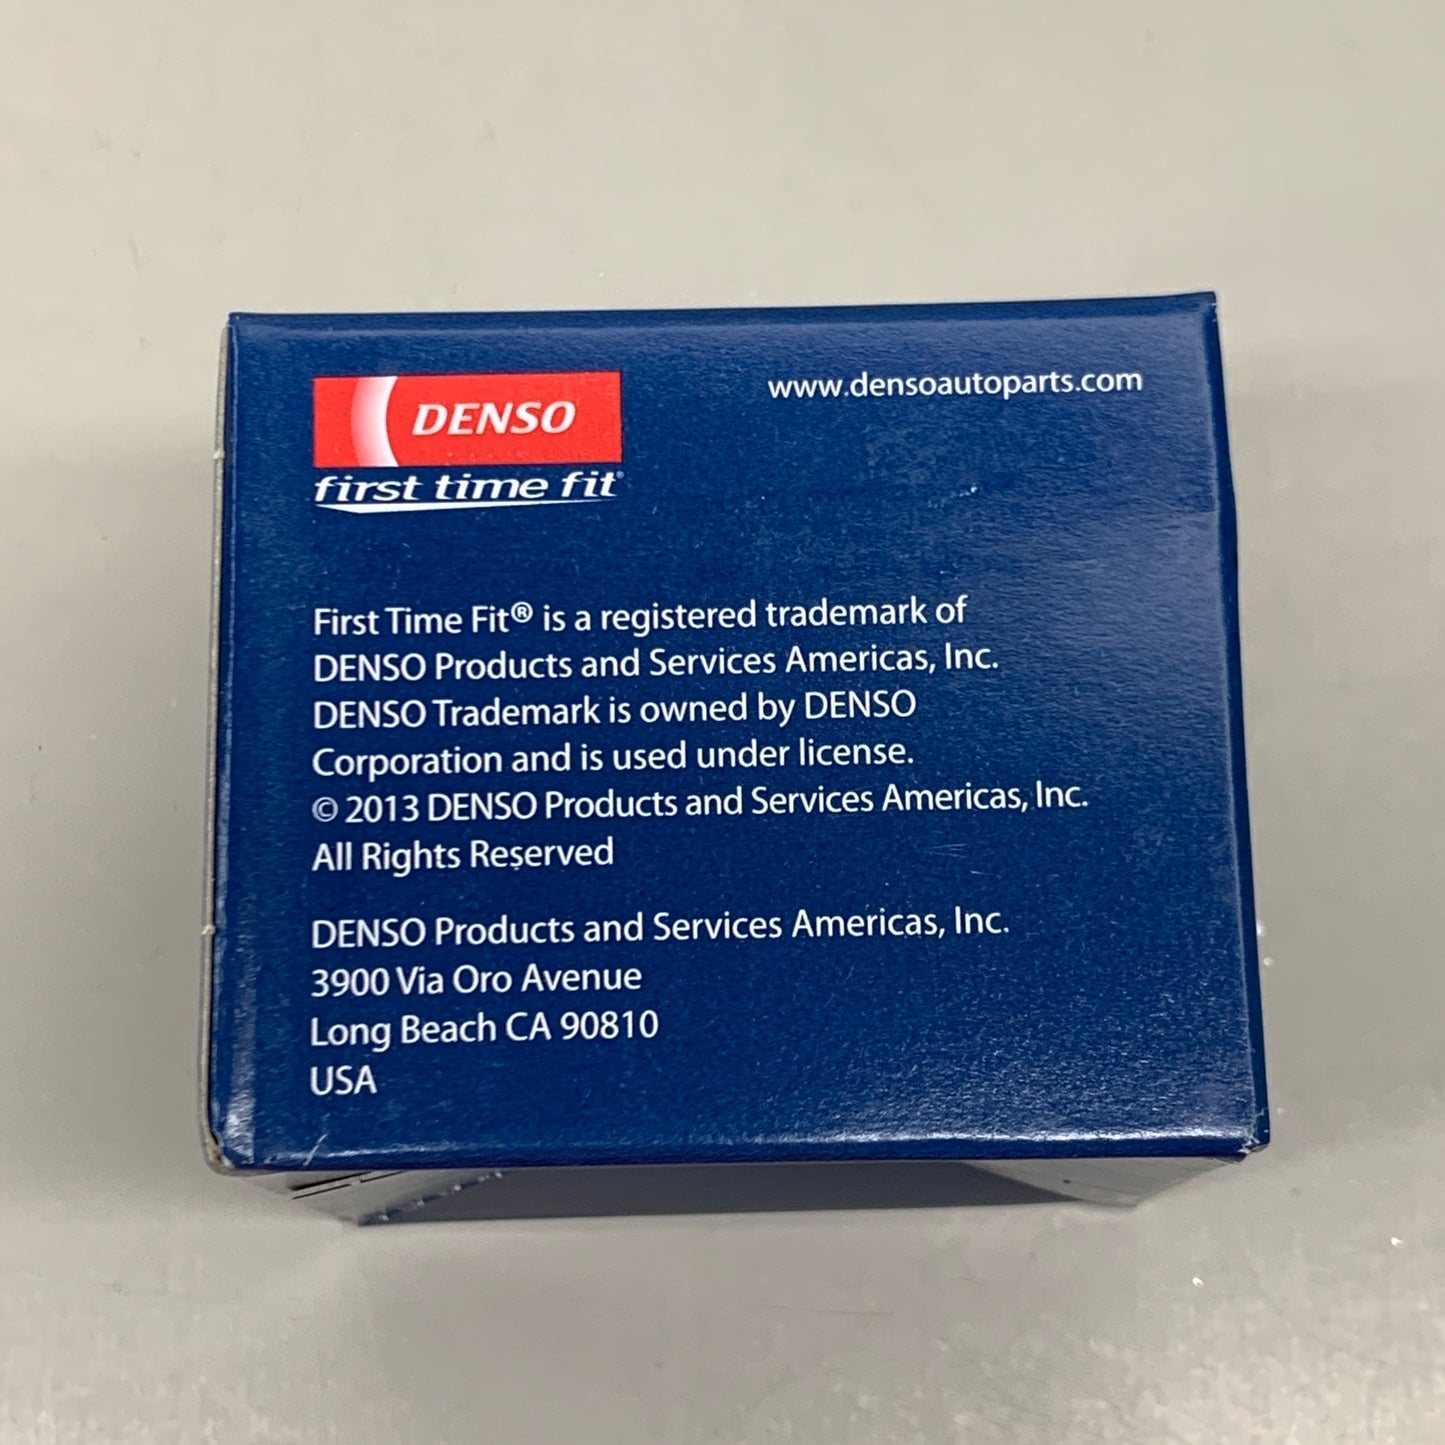 DENSO
first time fit®
www.densoautoparts.com
First Time Fit® is a registered trademark of
DENSO Products and Services Americas, Inc.
DENSO Trademark is owned by DENSO
Corporation and is used under license.
© 2013 DENSO Products and Services Americas, Inc.
All Rights Reserved
DENSO Products and Services Americas, Inc.
3900 Via Oro Avenue
Long Beach CA 90810
USA